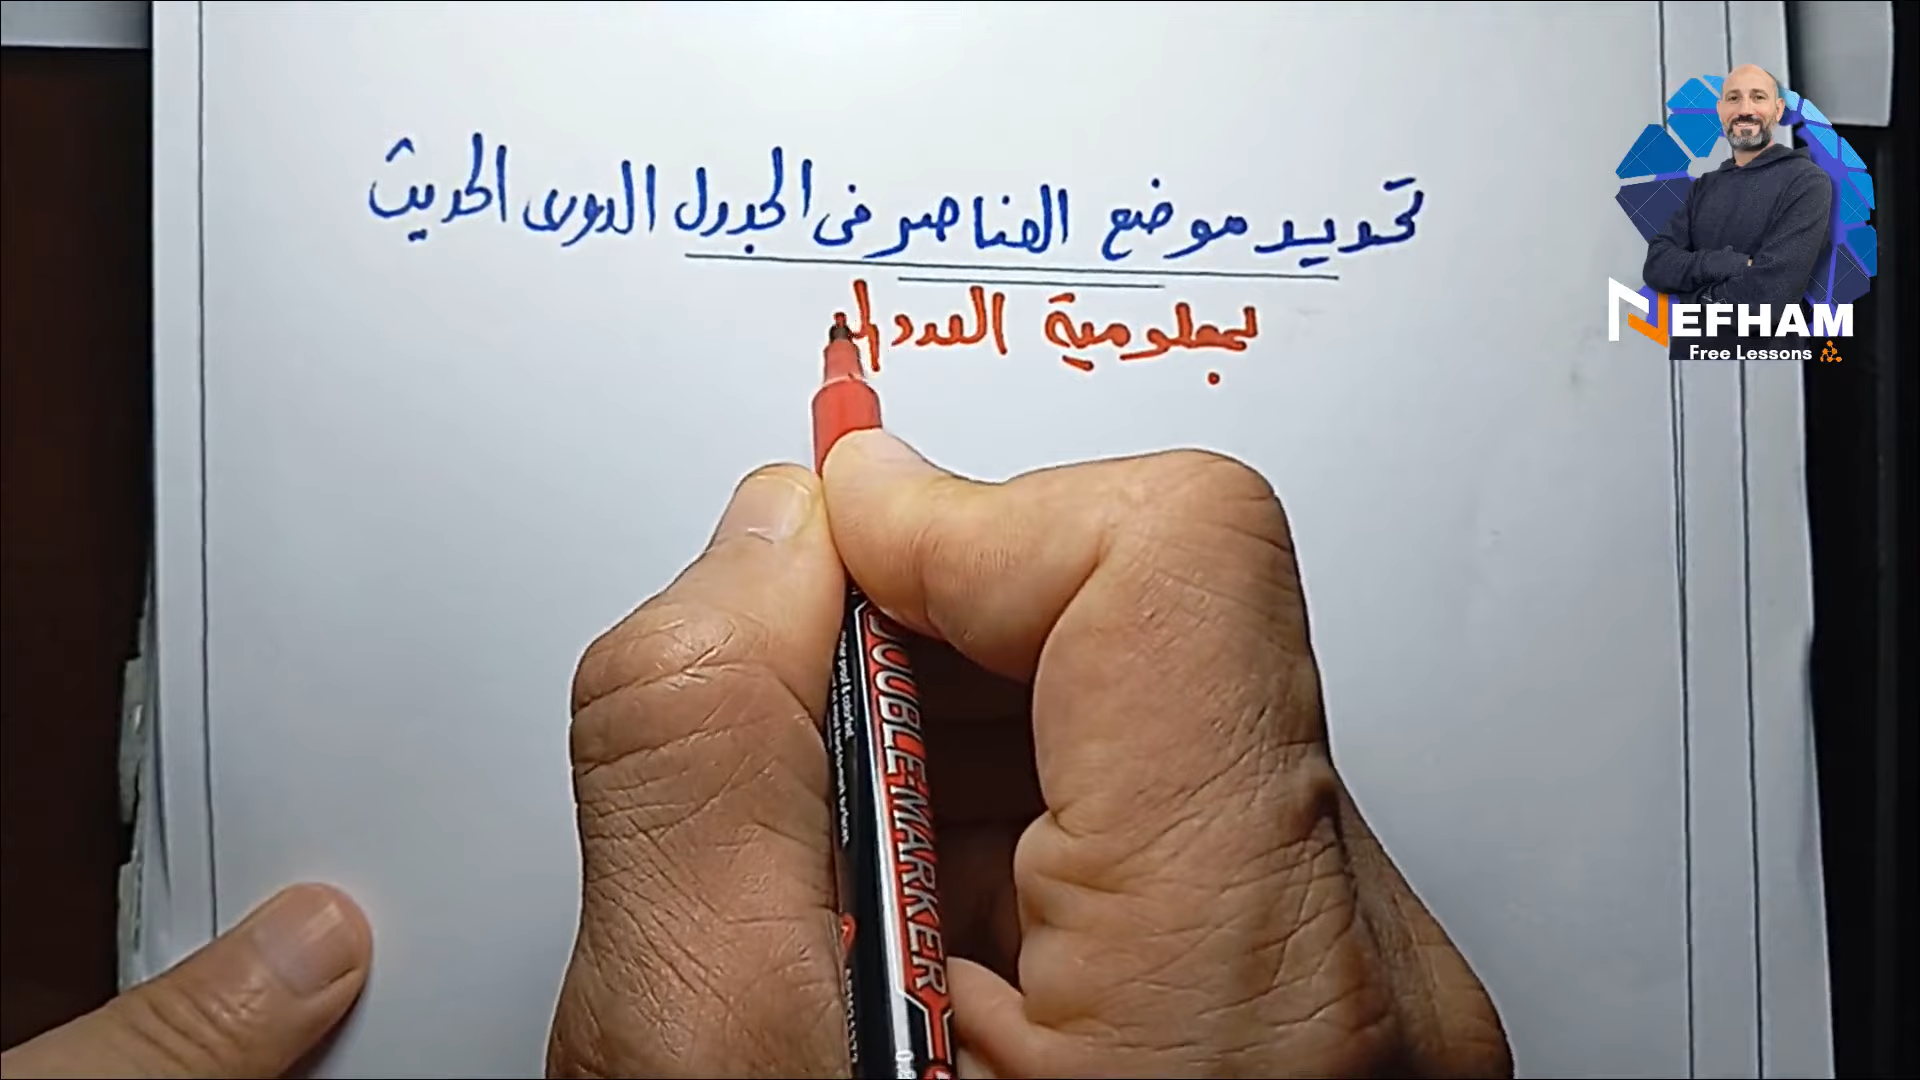 تحديد موضع العناصر فى الجدول الدورى الحديث
بمعلومية العدد
NEFHAM
Free Lessons
DOUBLE MARKER